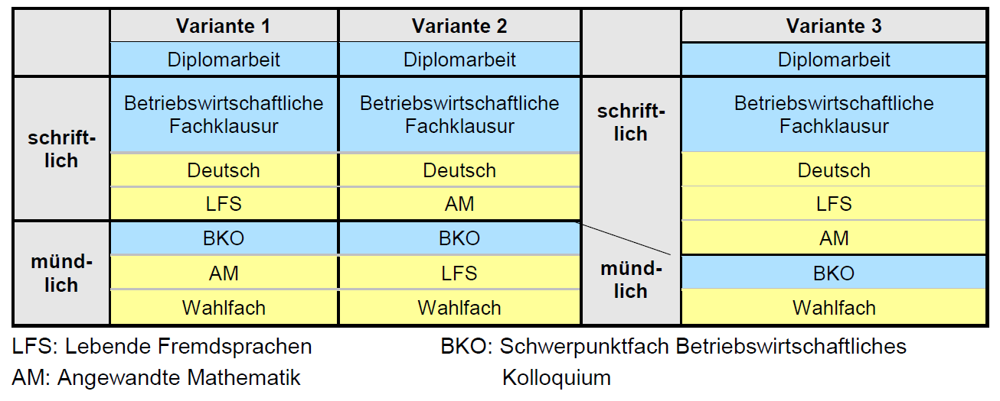 Variante 1 Variante 2 Variante 3
Diplomarbeit Diplomarbeit Diplomarbeit
schrift-
lich
Betriebswirtschaftliche
Fachklausur
Betriebswirtschaftliche
Fachklausur
schrift-
lich
Betriebswirtschaftliche
Fachklausur
Deutsch Deutsch Deutsch
LFS AM LFS
münd-
lich
BKO BKO AM
AM LFS
münd-
lich
BKO
Wahlfach Wahlfach Wahlfach
LFS: Lebende Fremdsprachen
BKO: Schwerpunktfach Betriebswirtschaftliches
AM: Angewandte Mathematik
Kolloquium